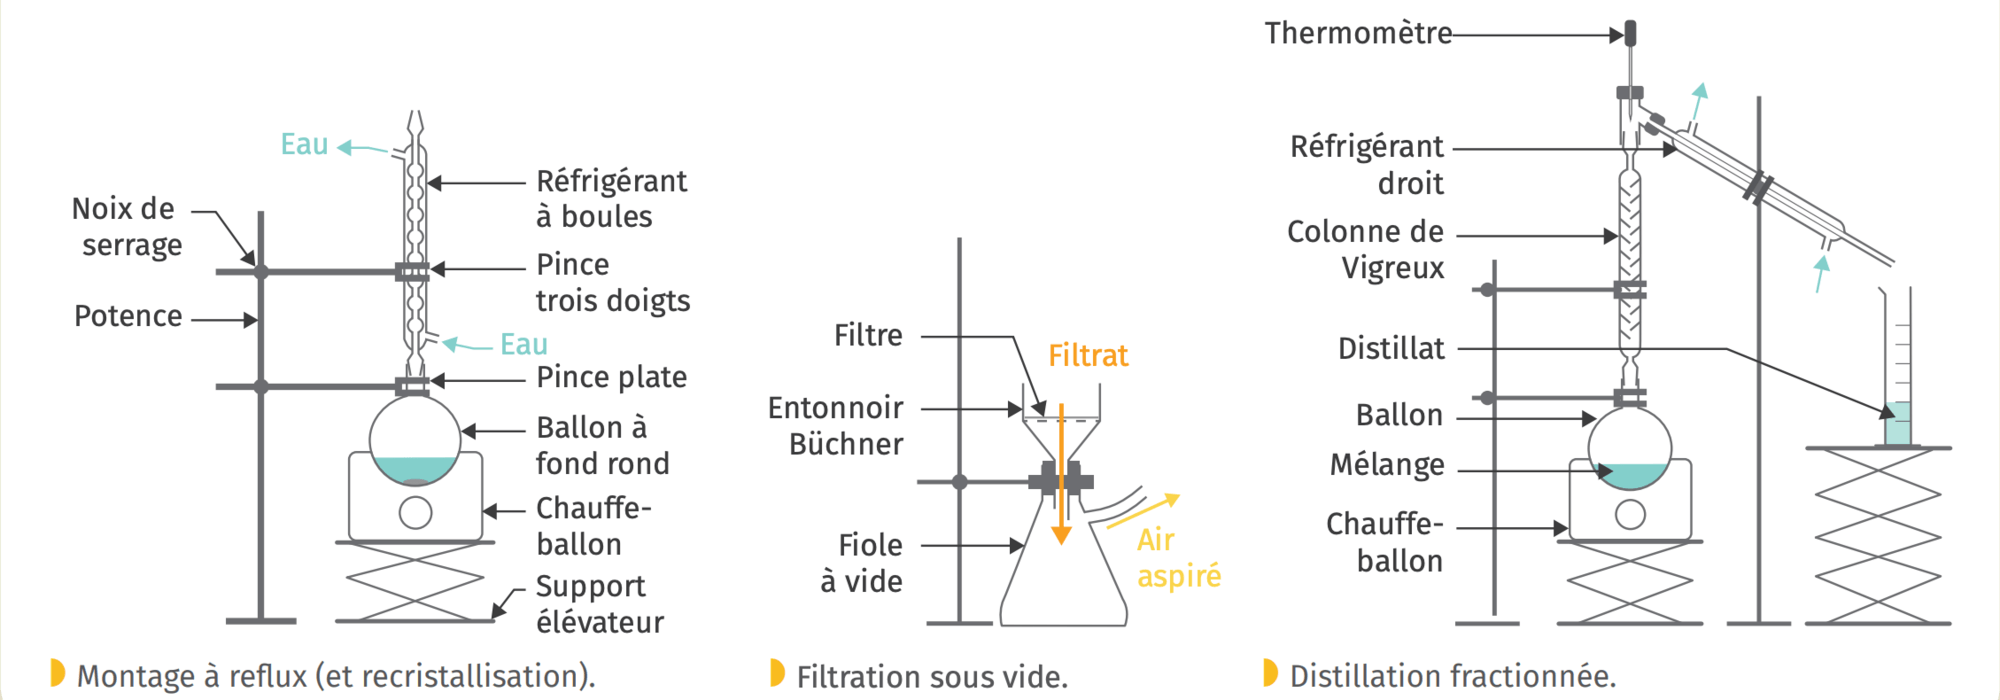 Eau
Réfrigérant
à boules
Noix de
serrage
Pince
trois doigts
Potence
Eau
Pince plate
Ballon à
fond rond
Chauffe-
ballon
Support
élévateur
Montage à reflux (et recristallisation).
Filtre
Filtrat
Entonnoir
Büchner
Fiole
à vide
Air
aspiré
Filtration sous vide.
Thermomètre
Réfrigérant
droit
Colonne de
Vigreux
Distillat
Ballon
Mélange
Chauffe-
ballon
Distillation fractionnée.